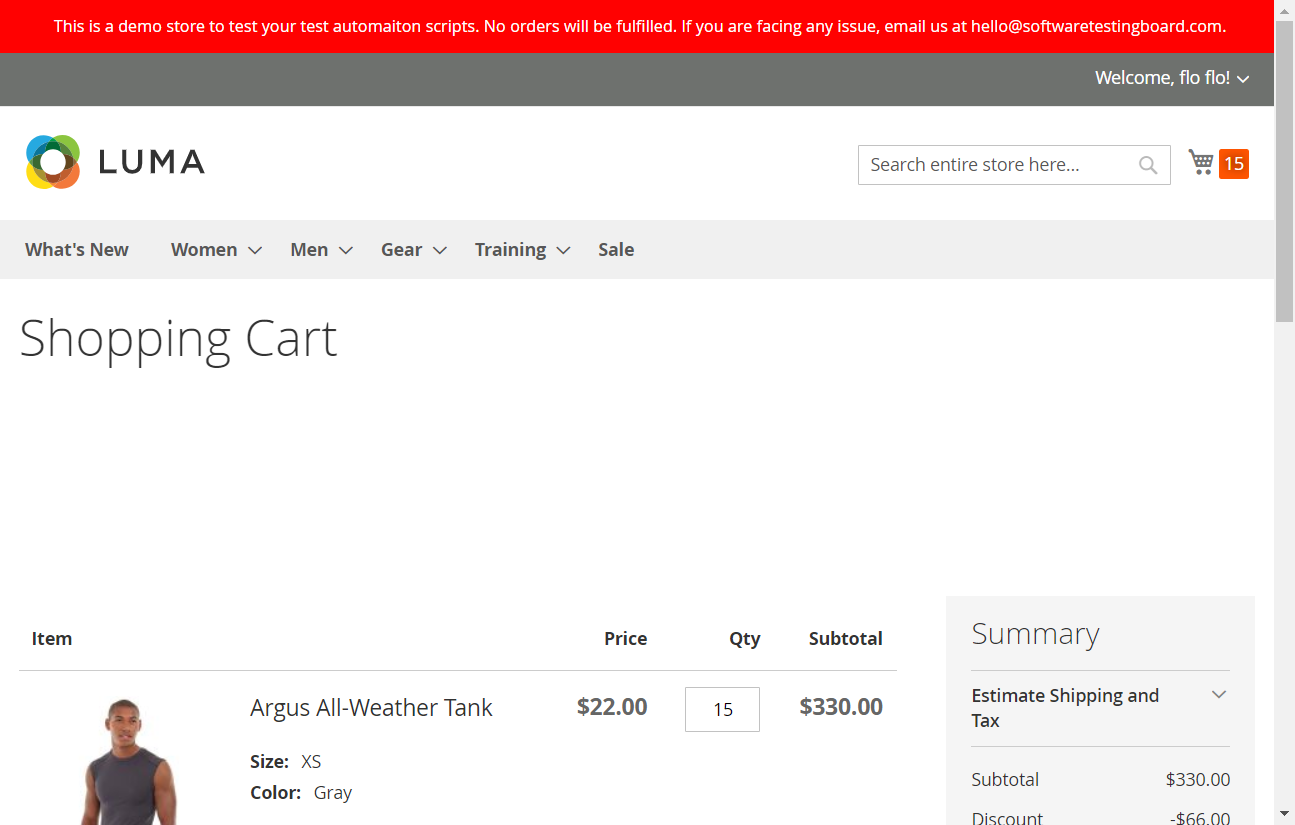 This is a demo store to test your test automaiton scripts. No orders will be fulfilled. If you are facing any issue, email us at hello@softwaretestingboard.com.
Welcome, flo flo!
LUMA
Search entire store here...
15
What's New
Women
Men
Gear
Training
Sale
Shopping Cart
Item
Price
Qty
Subtotal
Argus All-Weather Tank
$22.00
15
$330.00
Size: XS
Color: Gray
Summary
Estimate Shipping and
Tax
Subtotal
$330.00
Discount
-$66.00